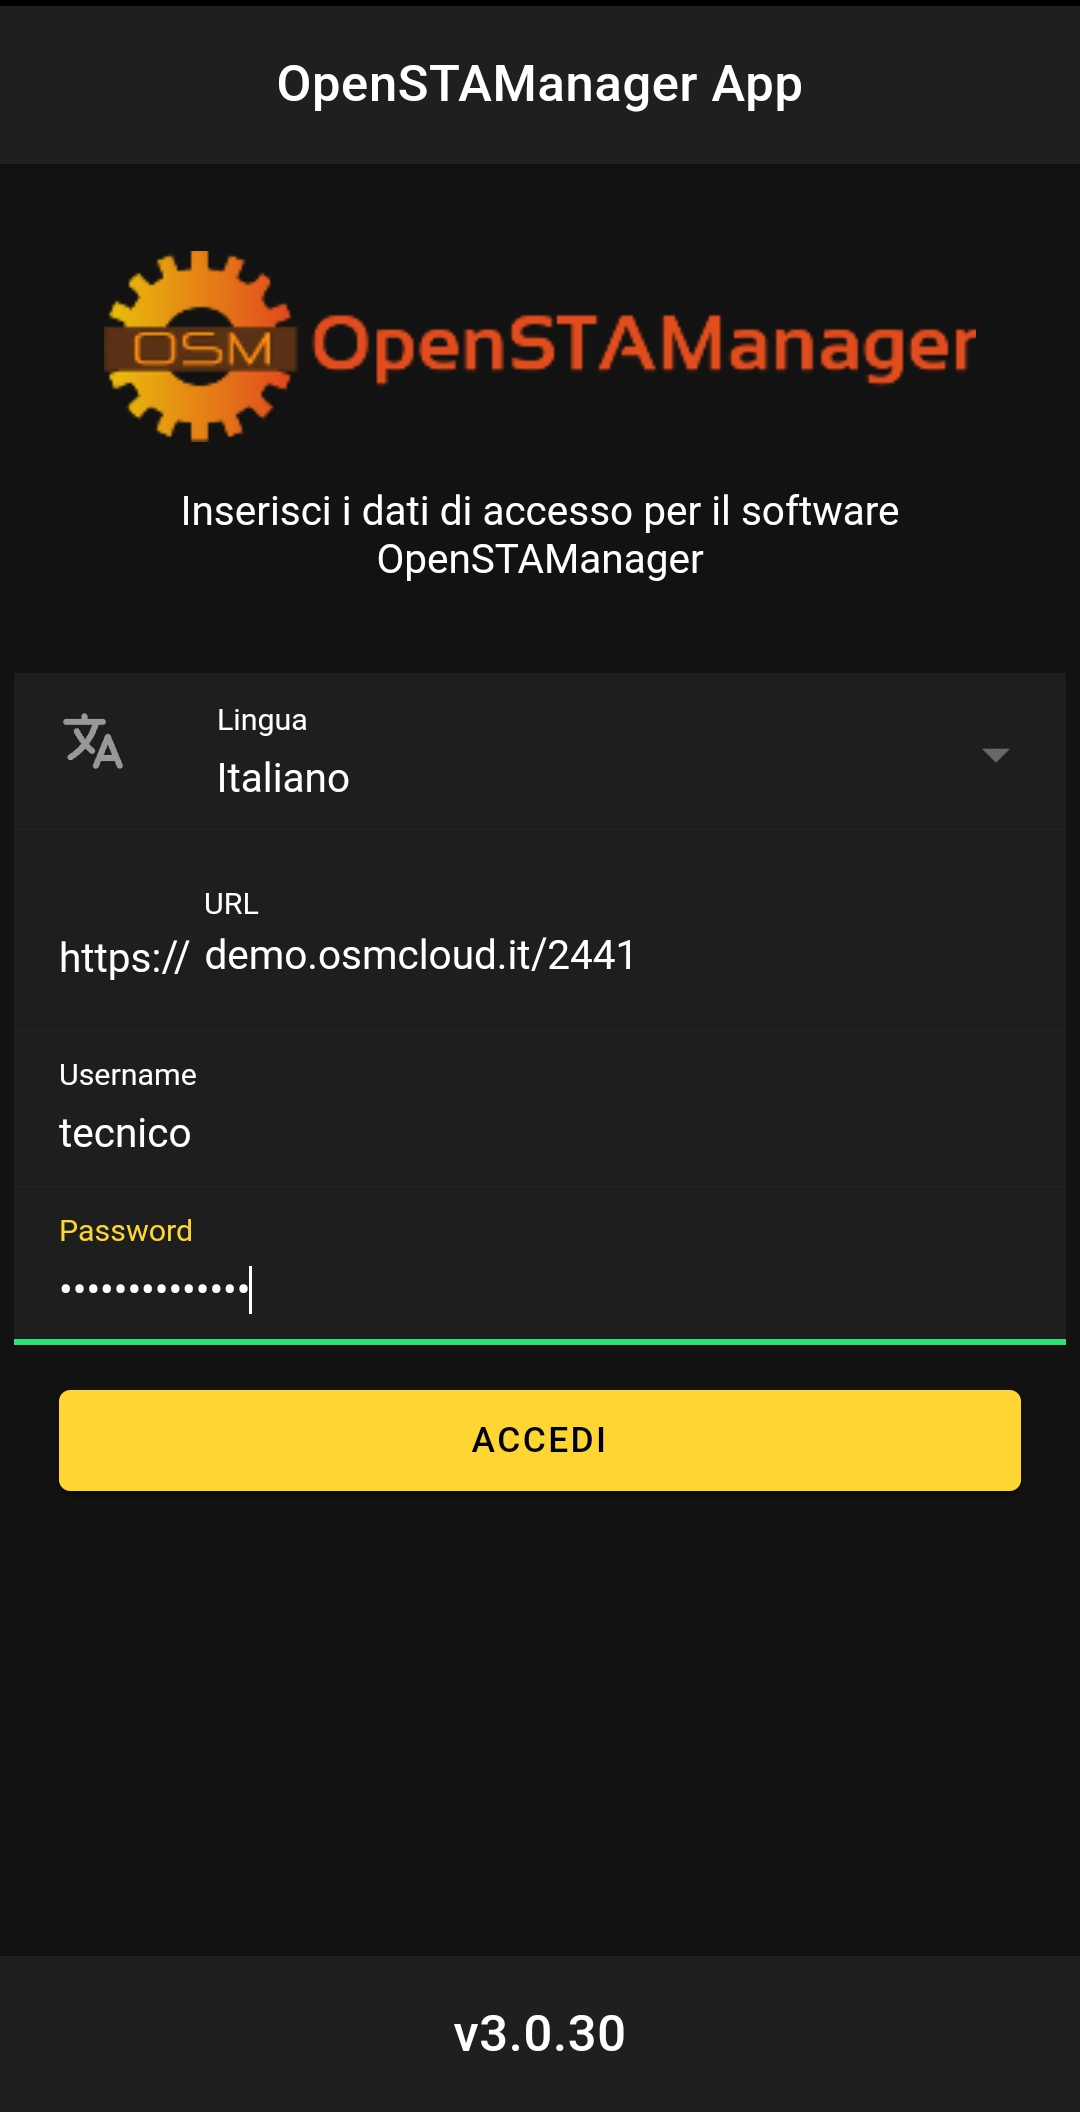 OpenSTAManager App
OSM OpenSTAManager
Inserisci i dati di accesso per il software
OpenSTAManager
Lingua
Italiano
URL
https:// demo.osmcloud.it/2441
Username
tecnico
Password
••••••••••••••
ACCEDI
v3.0.30